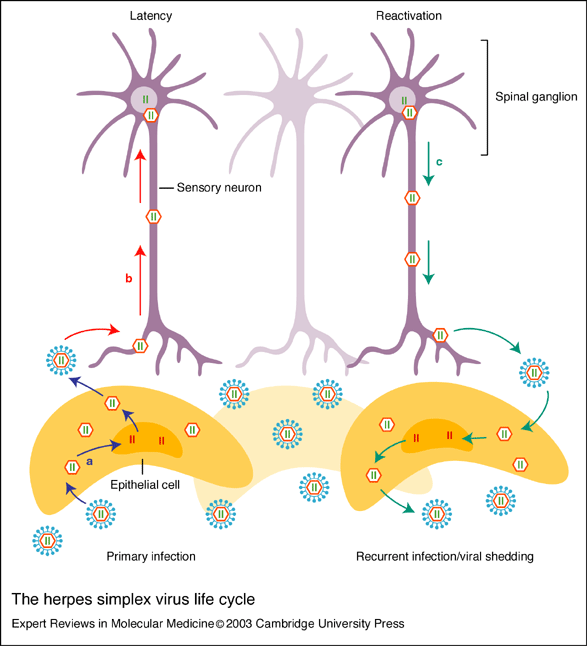 Latency
Reactivation
Spinal ganglion
c
Sensory neuron
b
a
Epithelial cell
Primary infection
Recurrent infection/viral shedding
The herpes simplex virus life cycle
Expert Reviews in Molecular Medicine © 2003 Cambridge University Press